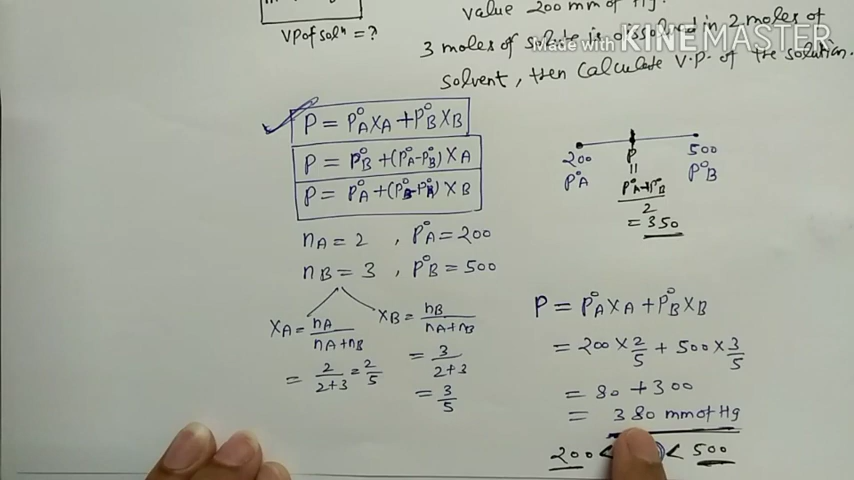 VP of solⁿ = ?
value 200 mm of Hg.
3 moles of solute is dissolved in 2 moles of
Made with KINEMASTER
solvent, then calculate V.P. of the solution.
P = P°A XA + P°B XB
P = P°B + (P°A - P°B) XA
P = P°A + (P°B - P°A) XB
nA = 2 , P°A = 200
nB = 3 , P°B = 500
XA = nA / (nA + nB) XB = nB / (nA + nB)
= 2 / (2+3) = 2/5 = 3 / (2+3)
= 3/5
200 P 500
P°A = P°B
(P°A + P°B) / 2
= 350
P = P°A XA + P°B XB
= 200 × 2/5 + 500 × 3/5
= 80 + 300
= 380 mm of Hg
200 < < 500